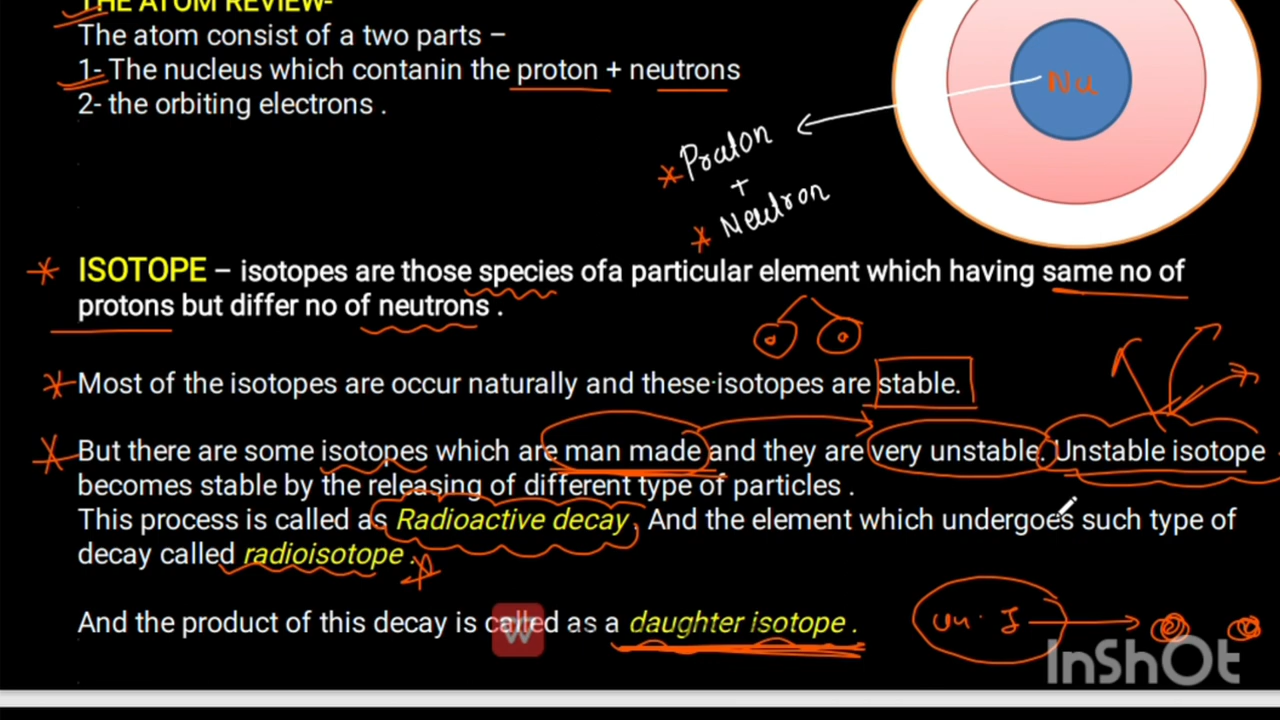 THE ATOM REVIEW-
The atom consist of a two parts –
1- The nucleus which contanin the proton + neutrons
2- the orbiting electrons .
Nu
Proton
+
Neutron
ISOTOPE – isotopes are those species ofa particular element which having same no of
protons but differ no of neutrons .
Most of the isotopes are occur naturally and these isotopes are stable.
But there are some isotopes which are man made and they are very unstable. Unstable isotope
becomes stable by the releasing of different type of particles .
This process is called as Radioactive decay. And the element which undergoes such type of
decay called radioisotope .
And the product of this decay is called as a daughter isotope .
Un. I
W
InShOt